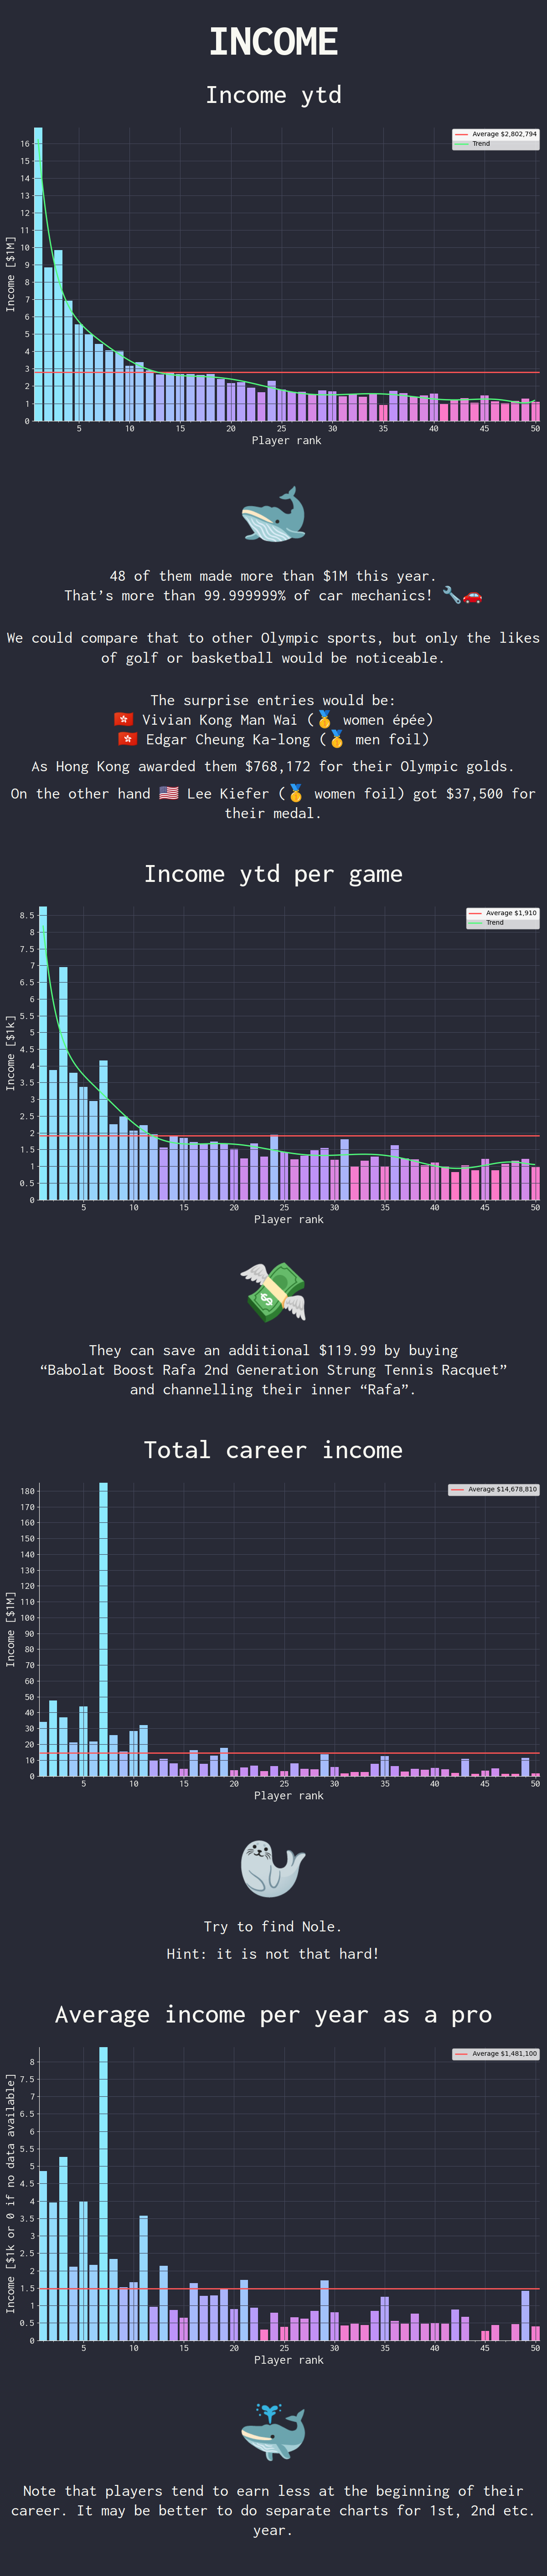 INCOME
Income ytd
Average $2,802,794
Trend
16
15
14
13
12
11
10
9
8
7
6
5
4
3
2
1
0
Income [$1M]
5 10 15 20 25 30 35 40 45 50
Player rank
48 of them made more than $1M this year.
That's more than 99.999999% of car mechanics! 🔧🚗
We could compare that to other Olympic sports, but only the likes
of golf or basketball would be noticeable.
The surprise entries would be:
🇭🇰 Vivian Kong Man Wai (🥇 women épée)
🇭🇰 Edgar Cheung Ka-long (🥇 men foil)
As Hong Kong awarded them $768,172 for their Olympic golds.
On the other hand 🇺🇸 Lee Kiefer (🥇 women foil) got $37,500 for
their medal.
Income ytd per game
Average $1,910
Trend
8.5
8
7.5
7
6.5
6
5.5
5
4.5
4
3.5
3
2.5
2
1.5
1
0.5
0
Income [$1k]
5 10 15 20 25 30 35 40 45 50
Player rank
They can save an additional $119.99 by buying
“Babolat Boost Rafa 2nd Generation Strung Tennis Racquet”
and channelling their inner “Rafa”.
Total career income
Average $14,678,810
180
170
160
150
140
130
120
110
100
90
80
70
60
50
40
30
20
10
0
Income [$1M]
5 10 15 20 25 30 35 40 45 50
Player rank
Try to find Nole.
Hint: it is not that hard!
Average income per year as a pro
Average $1,481,100
8
7.5
7
6.5
6
5.5
5
4.5
4
3.5
3
2.5
2
1.5
1
0.5
0
Income [$1k or 0 if no data available]
5 10 15 20 25 30 35 40 45 50
Player rank
Note that players tend to earn less at the beginning of their
career. It may be better to do separate charts for 1st, 2nd etc.
year.